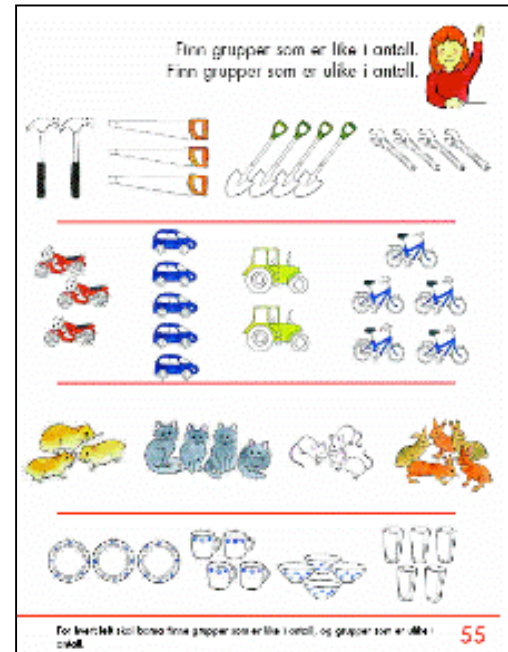 Finn grupper som er like i antall.
Finn grupper som er ulike i antall.
For hvert felt skal barna finne grupper som er like i antall, og grupper som er ulike i
antall.
55